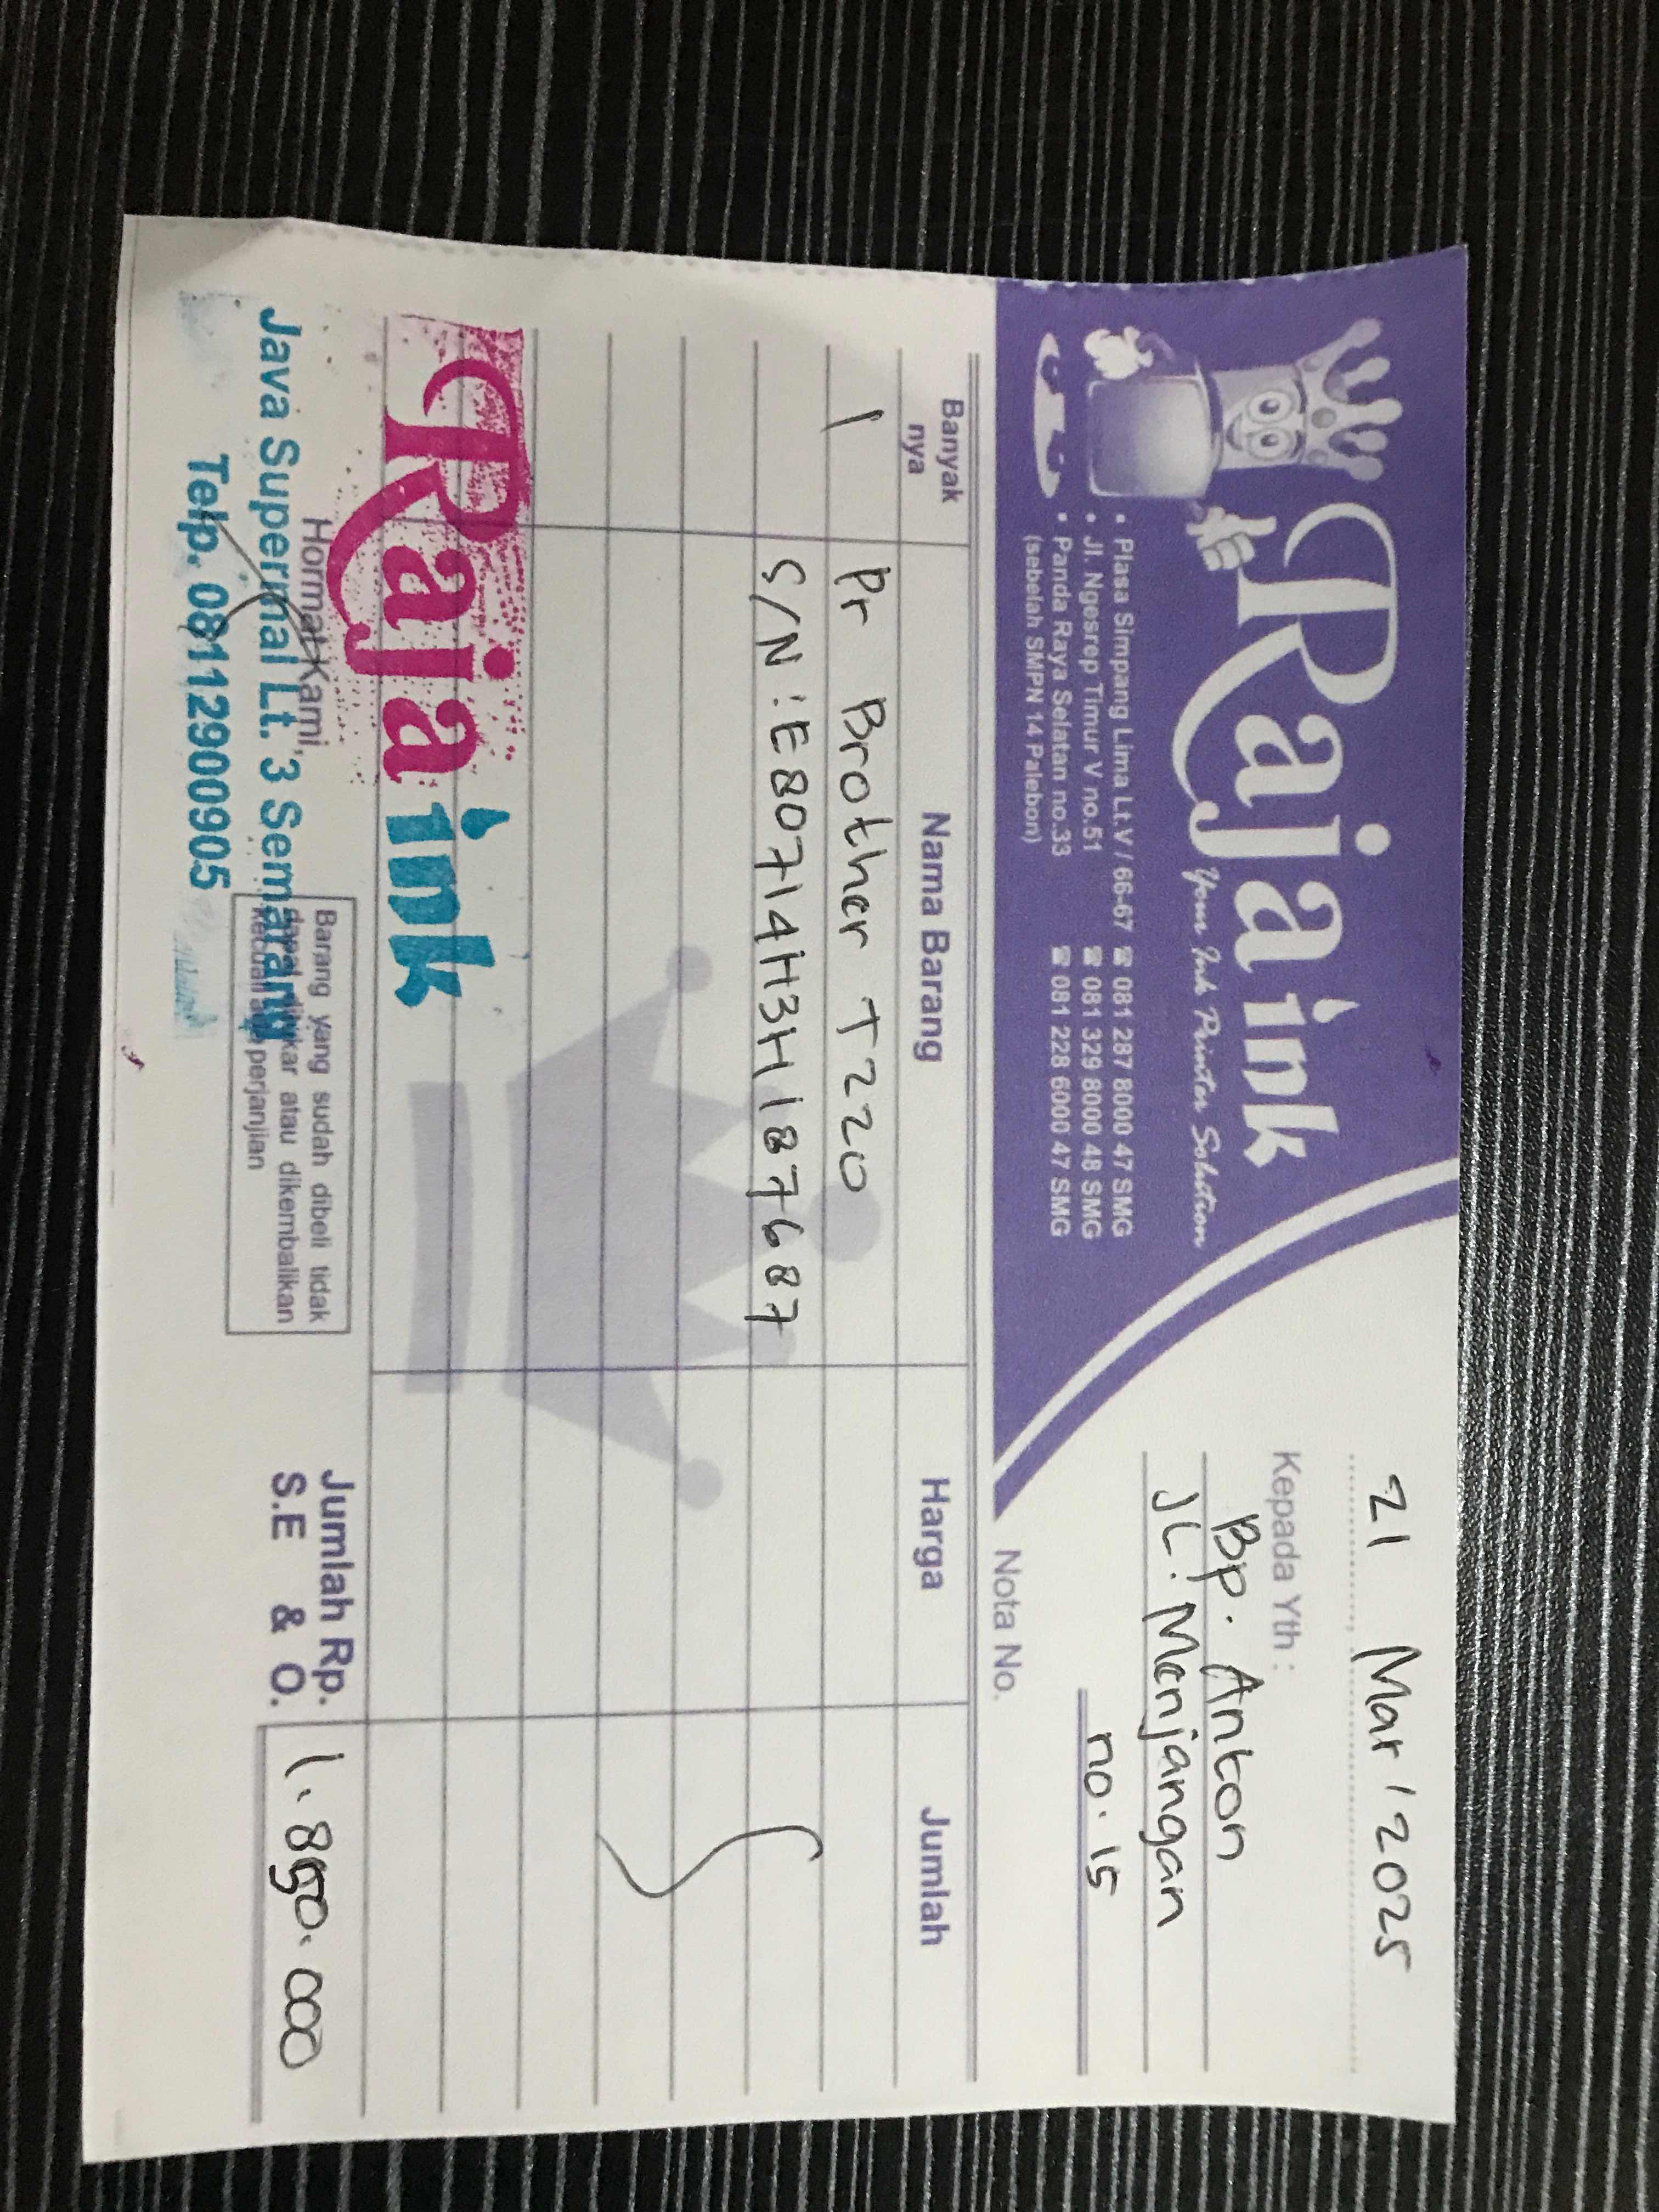 Raja ink
Your Ink Printer Solution
• Plasa Simpang Lima Lt.V / 66-67 ☎ 081 287 8000 47 SMG
• Jl. Ngesrep Timur V no.51 ☎ 081 329 8000 48 SMG
• Panda Raya Selatan no.33 ☎ 081 228 6000 47 SMG
(sebelah SMPN 14 Palebon)
21 Mar / 2025
Kepada Yth :
Bp. Anton
JL. Menjangan
no. 15
Nota No.
Banyak nya Nama Barang Harga Jumlah
1 Pr Brother T220
S/N : E80714H3H187687
Raja ink
Hormat Kami,
Java Supermal Lt. 3 Semarang
Telp. 08112900905
Barang yang sudah dibeli tidak
dapat ditukar atau dikembalikan
kecuali ada perjanjian
Jumlah Rp. 1.850.000
S.E & O.